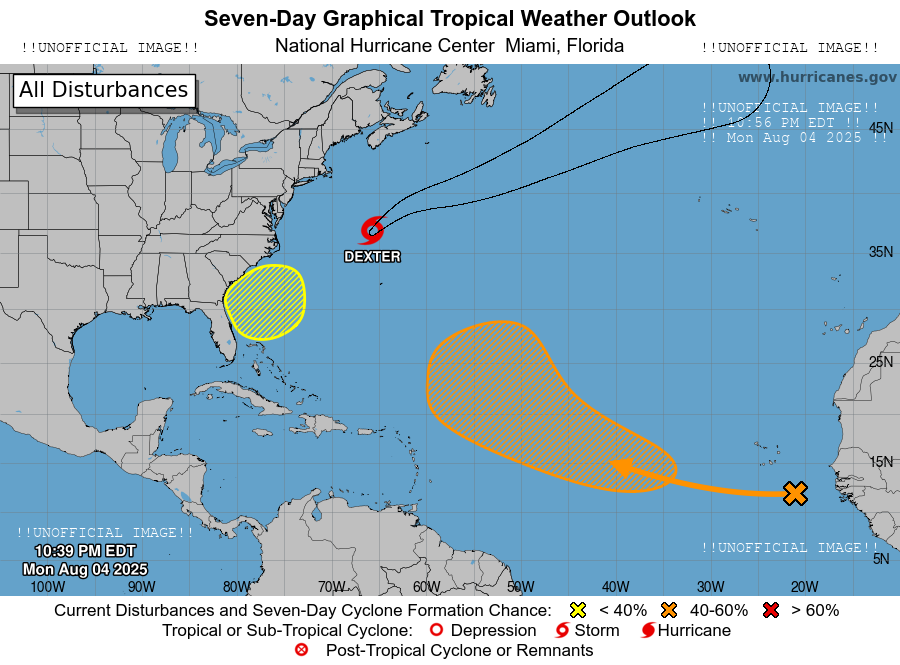 Seven-Day Graphical Tropical Weather Outlook
National Hurricane Center Miami, Florida
!!UNOFFICIAL IMAGE!!
!!UNOFFICIAL IMAGE!!
All Disturbances
www.hurricanes.gov
!!UNOFFICIAL IMAGE!!
!! 10:56 PM EDT !!
!! Mon Aug 04 2025 !!
45N
DEXTER
35N
25N
15N
!!UNOFFICIAL IMAGE!!
10:39 PM EDT
Mon Aug 04 2025
!!UNOFFICIAL IMAGE!!
5N
100W 90W 80W 70W 60W 50W 40W 30W 20W
Current Disturbances and Seven-Day Cyclone Formation Chance: < 40% 40-60% > 60%
Tropical or Sub-Tropical Cyclone: Depression Storm Hurricane
Post-Tropical Cyclone or Remnants